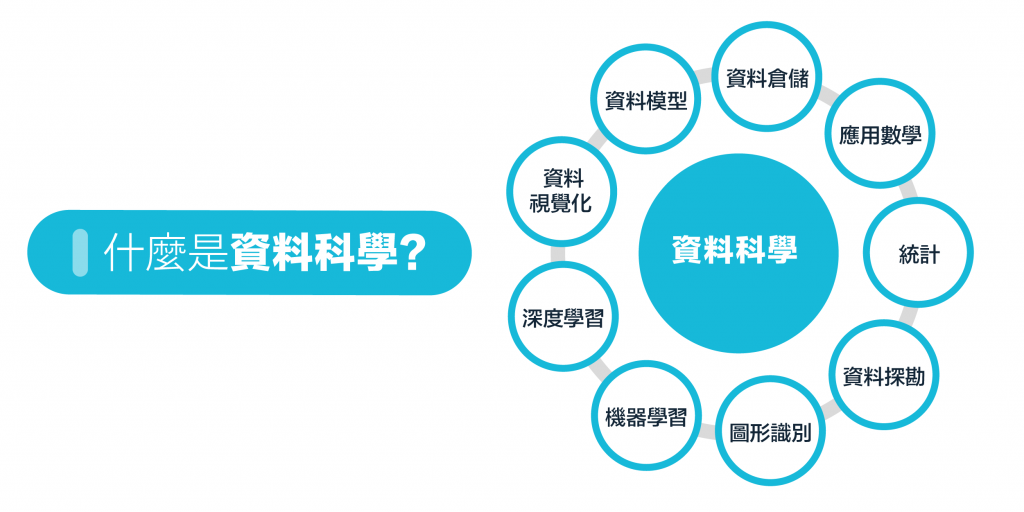 什麼是資料科學?
資料科學
資料倉儲
應用數學
統計
資料探勘
圖形識別
機器學習
深度學習
資料
視覺化
資料模型